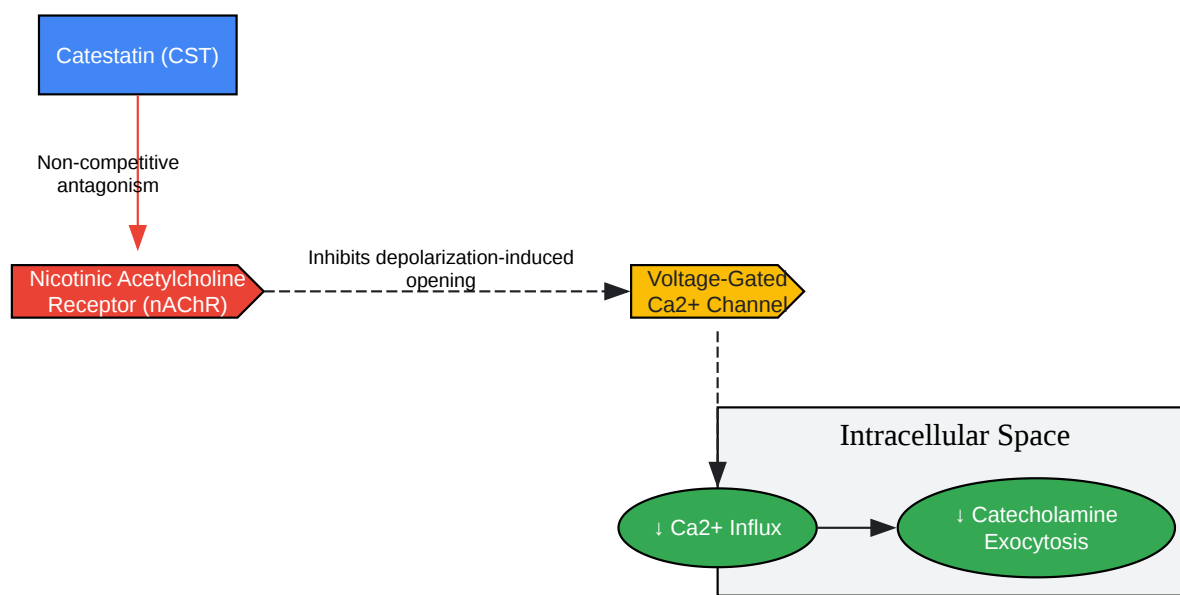 Catestatin (CST)
Non-competitive
antagonism
Nicotinic Acetylcholine
Receptor (nAChR)
Inhibits depolarization-induced
opening
Voltage-Gated
Ca2+ Channel
Intracellular Space
↓ Ca2+ Influx
↓ Catecholamine
Exocytosis